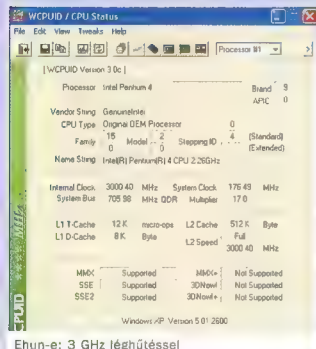 WCPUID / CPU Status
File Edit View Tweaks Help
Processor #1
[ WCPUID Version 3.0c ]
Processor Intel Pentium 4 Brand 9
APIC 0
Vendor String GenuineIntel
CPU Type Original OEM Processor 0
Family 15 Model 2 Stepping ID 4 (Standard)
(Extended)
Name String Intel(R) Pentium(R) 4 CPU 2.26GHz
Internal Clock 3000.40 MHz System Clock 176.49 MHz
System Bus 705.98 MHz QDR Multiplier 17.0
L1 T-Cache 12 K micro-ops L2 Cache 512 K Byte
L1 D-Cache 8 K Byte L2 Speed Full
3000.40 MHz
MMX Supported MMX+ Not Supported
SSE Supported 3DNow! Not Supported
SSE2 Supported 3DNow!+ Not Supported
Windows XP Version 5.01.2600
CPUID MHz
Ehun-e: 3 GHz léghűtéssel